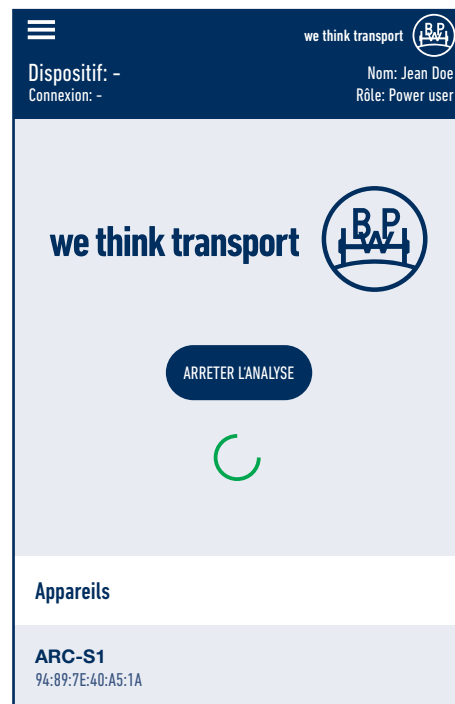 we think transport BPW
Dispositif: -
Nom: Jean Doe
Connexion: -
Rôle: Power user
we think transport BPW
ARRETER L'ANALYSE
Appareils
ARC-S1
94:89:7E:40:A5:1A